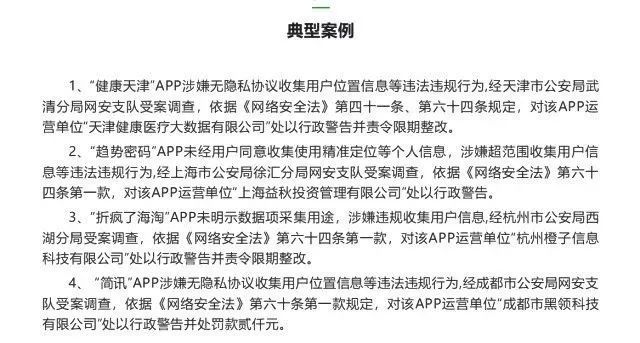 典型案例
1、“健康天津”APP涉嫌无隐私协议收集用户位置信息等违法违规行为,经天津市公安局武
清分局网安支队受案调查，依据《网络安全法》第四十一条、第六十四条规定，对该APP运
营单位“天津健康医疗大数据有限公司”处以行政警告并责令限期整改。
2、“趋势密码”APP未经用户同意收集使用精准定位等个人信息，涉嫌超范围收集用户信
息等违法违规行为,经上海市公安局徐汇分局网安支队受案调查，依据《网络安全法》第六十
四条第一款，对该APP运营单位“上海益秋投资管理有限公司”处以行政警告。
3、“折疯了海淘”APP未明示数据项采集用途，涉嫌违规收集用户信息,经杭州市公安局西
湖分局受案调查，依据《网络安全法》第六十四条第一款，对该APP运营单位“杭州橙子信息
科技有限公司”处以行政警告并责令限期整改。
4、 “简讯”APP涉嫌无隐私协议收集用户位置信息等违法违规行为,经成都市公安局网安支
队受案调查，依据《网络安全法》第六十条第一款规定，对该APP运营单位“成都市黑领科技
有限公司”处以行政警告并处罚款贰仟元。